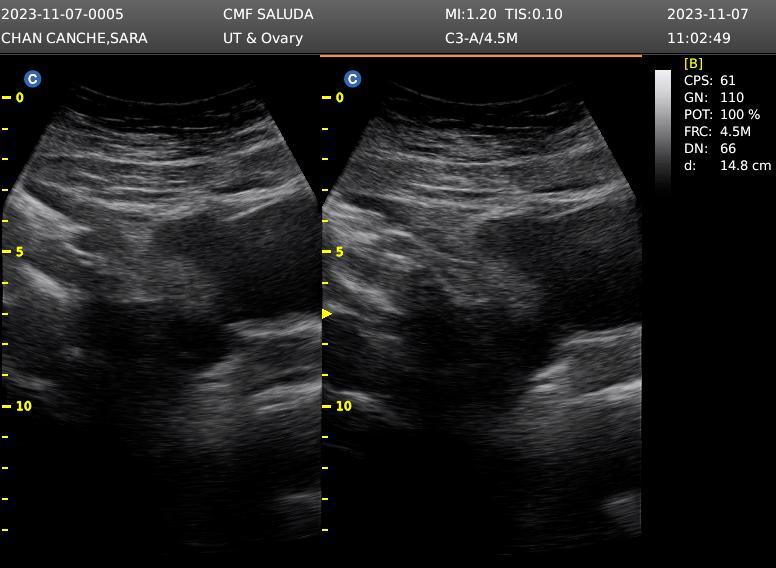 2023-11-07-0005 CMF SALUDA MI:1.20 TIS:0.10 2023-11-07
CHAN CANCHE,SARA UT & Ovary C3-A/4.5M 11:02:49
C C [B]
0 0 CPS: 61
GN: 110
POT: 100 %
FRC: 4.5M
DN: 66
d: 14.8 cm
5 5
10 10